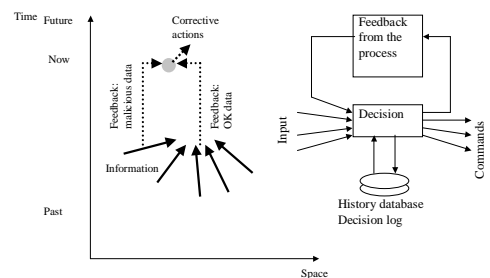 Time
Future
Now
Past
Space
Corrective
actions
Feedback:
malicious data
Feedback:
OK data
Information
Feedback
from the
process
Decision
Input
Commands
History database
Decision log